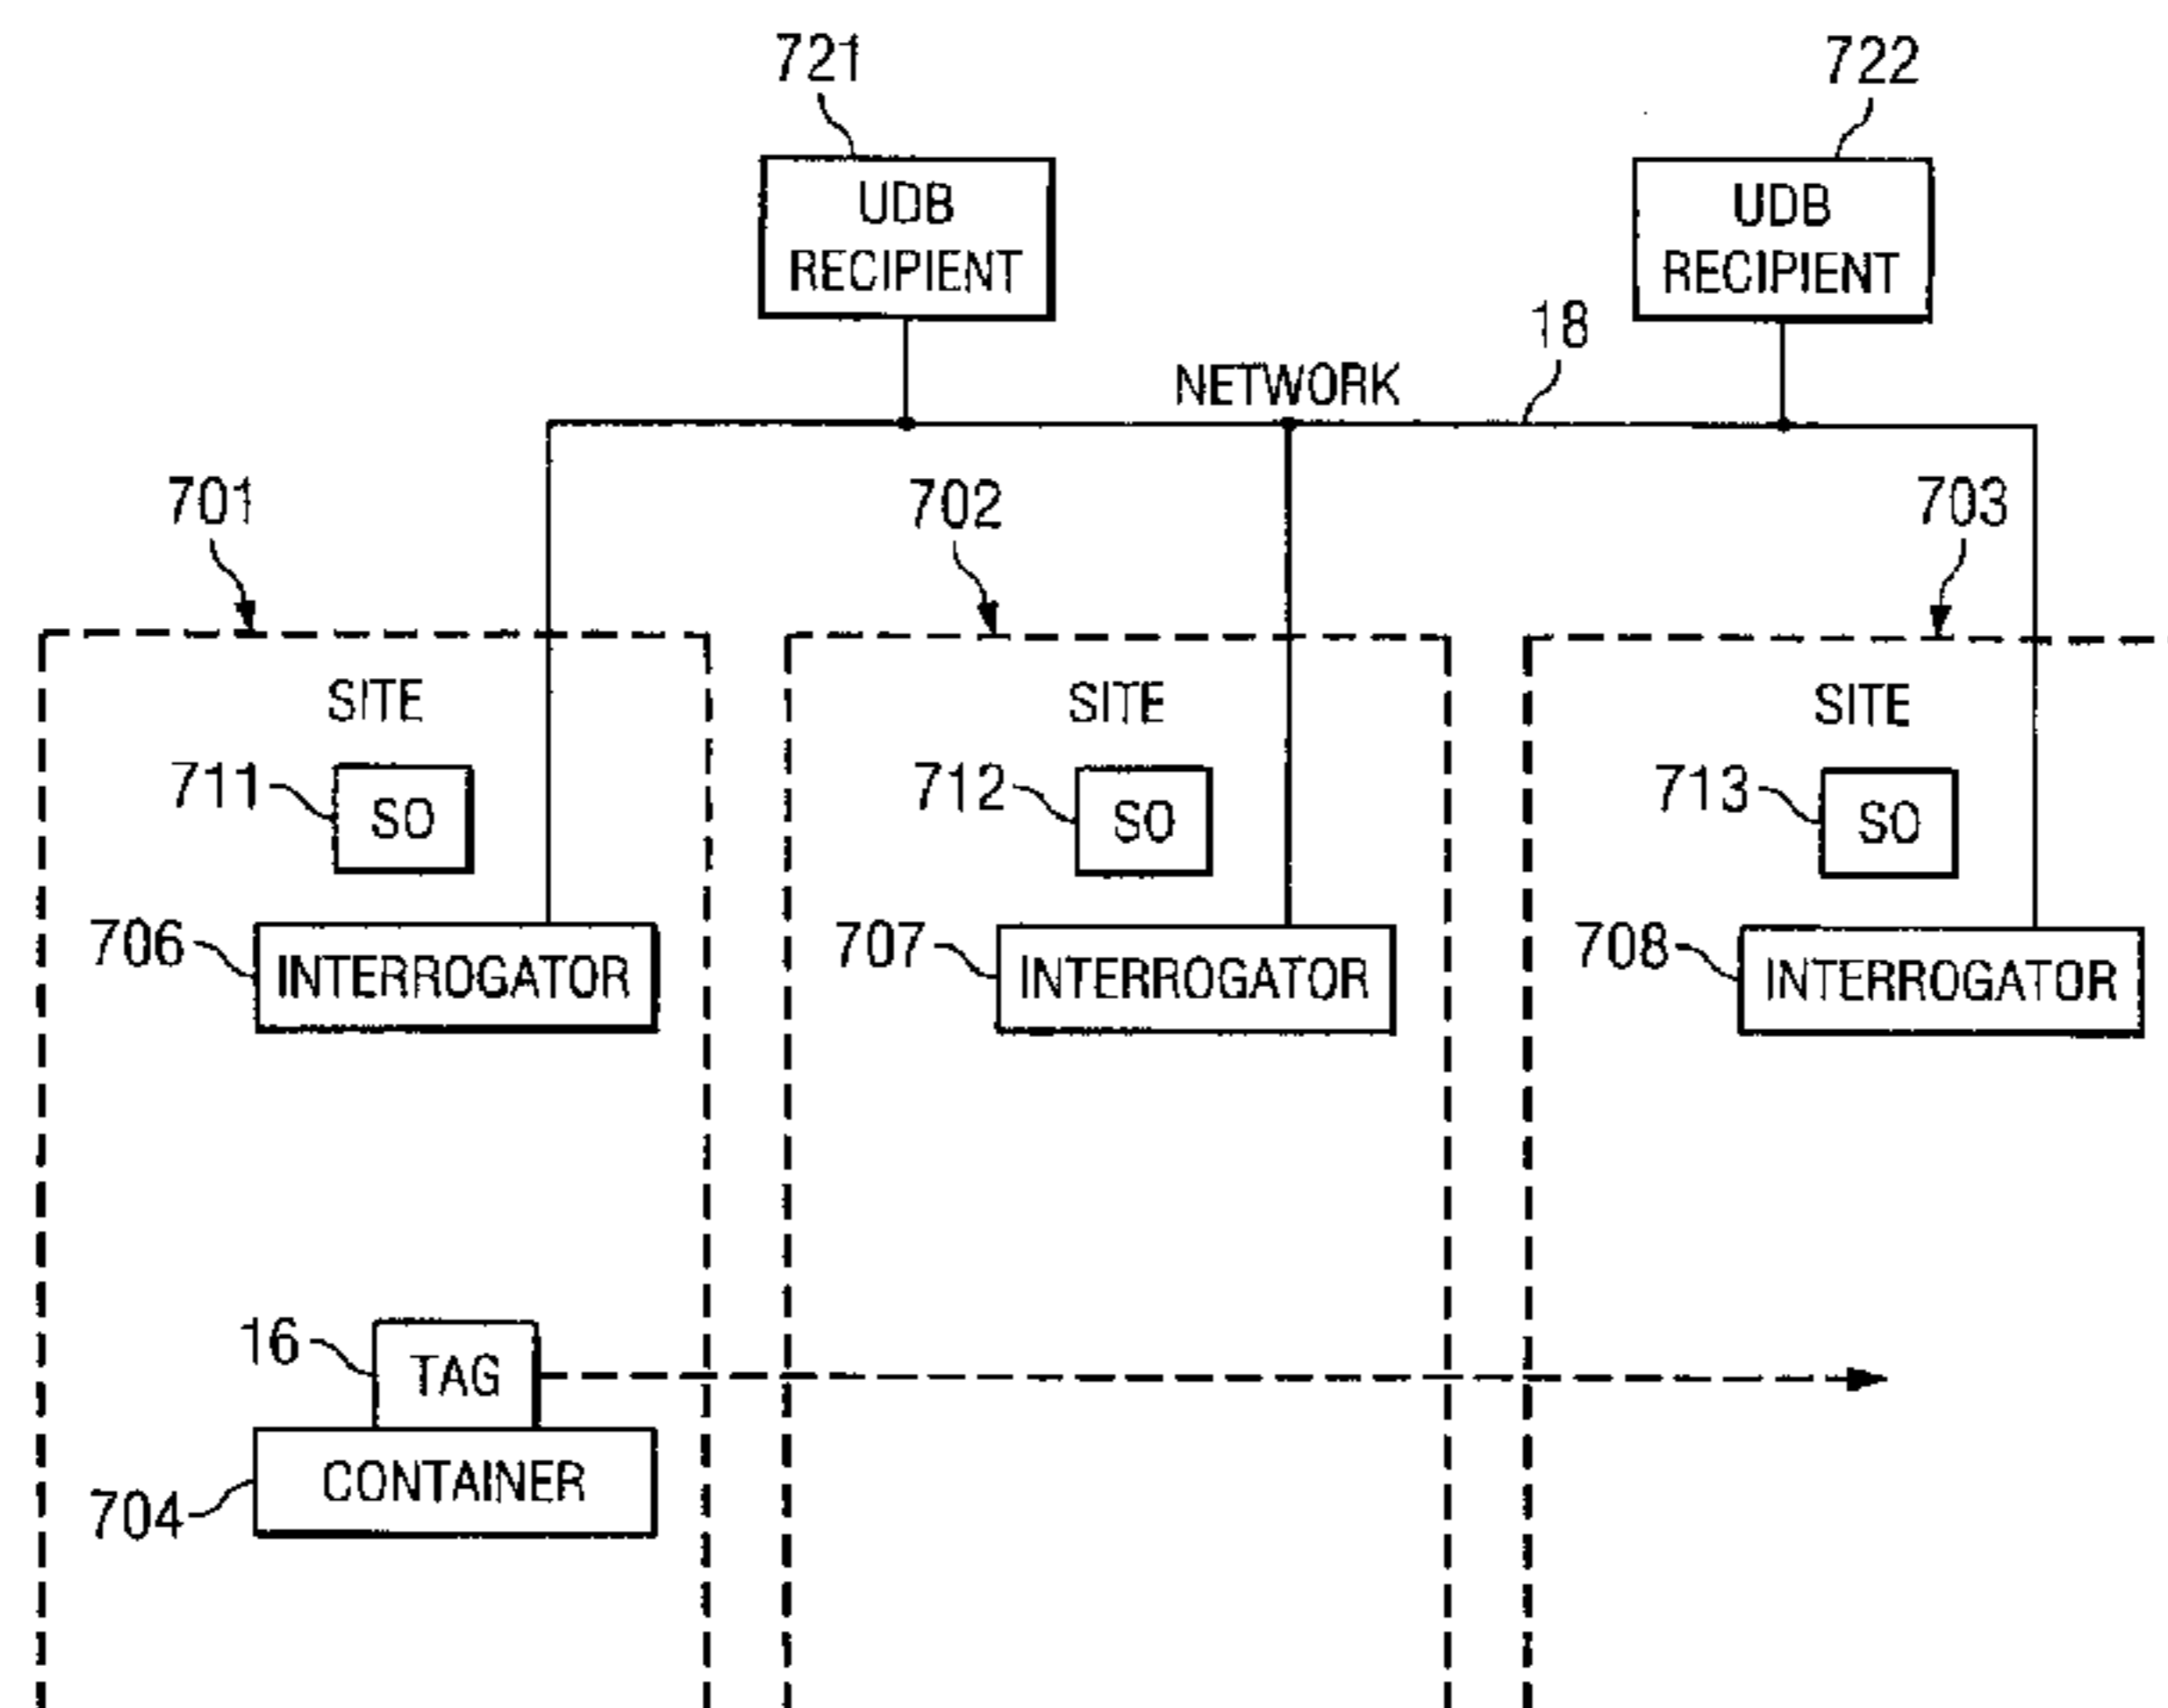 721
722
UDB
RECIPIENT
UDB
RECIPIENT
18
NETWORK
701
702
703
SITE
SITE
SITE
711
SO
712
SO
713
SO
706
INTERROGATOR
707
INTERROGATOR
708
INTERROGATOR
16
TAG
CONTAINER
704